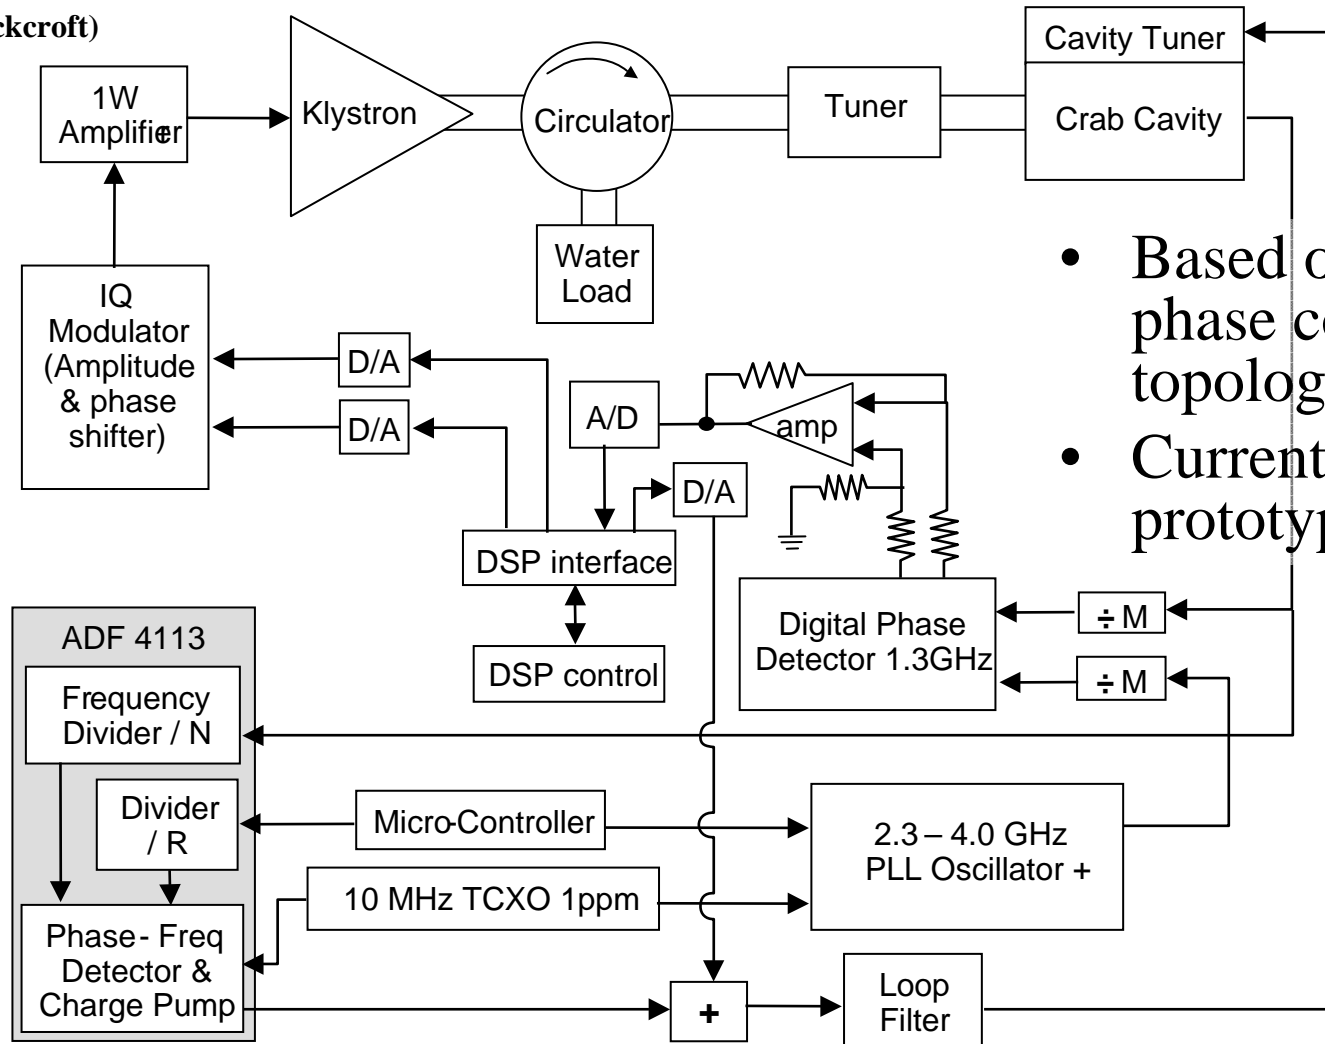 ckcroft)
Cavity Tuner
1W
Amplifier
Klystron
Circulator
Tuner
Crab Cavity
Water
Load
IQ
Modulator
(Amplitude
& phase
shifter)
D/A
D/A
A/D
amp
D/A
• Based o
phase co
topolog
• Current
prototyp
DSP interface
DSP control
Digital Phase
Detector 1.3GHz
÷ M
÷ M
ADF 4113
Frequency
Divider / N
Divider
/ R
Micro-Controller
2.3 – 4.0 GHz
PLL Oscillator +
10 MHz TCXO 1ppm
Phase - Freq
Detector &
Charge Pump
+
Loop
Filter